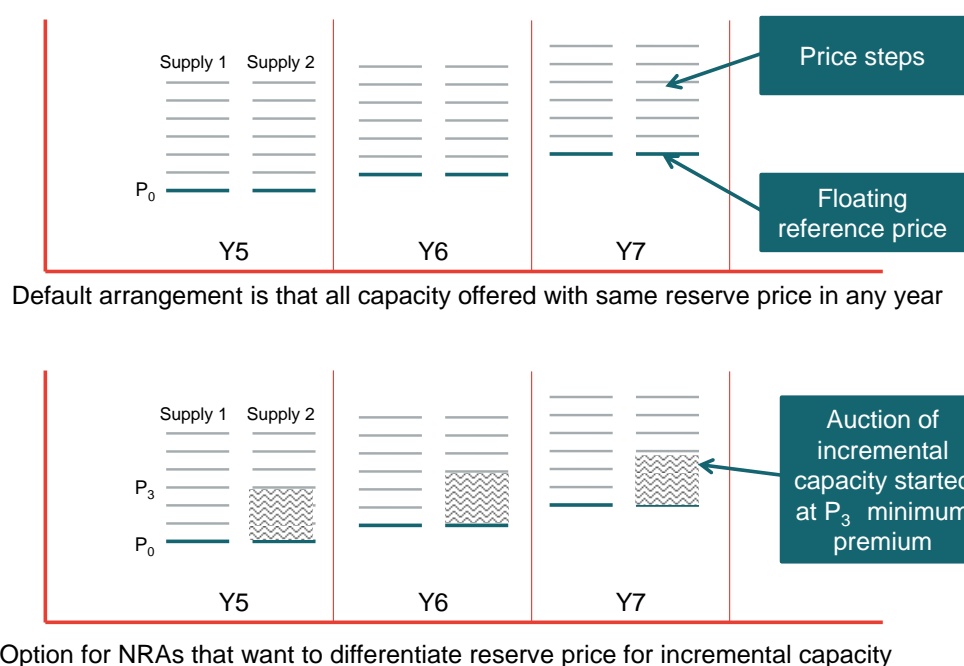 Supply 1 Supply 2
Price steps
P0
Floating
reference price
Y5 Y6 Y7
Default arrangement is that all capacity offered with same reserve price in any year
Supply 1 Supply 2
Auction of
incremental
capacity started
at P3 minimum
premium
P3
P0
Y5 Y6 Y7
Option for NRAs that want to differentiate reserve price for incremental capacity